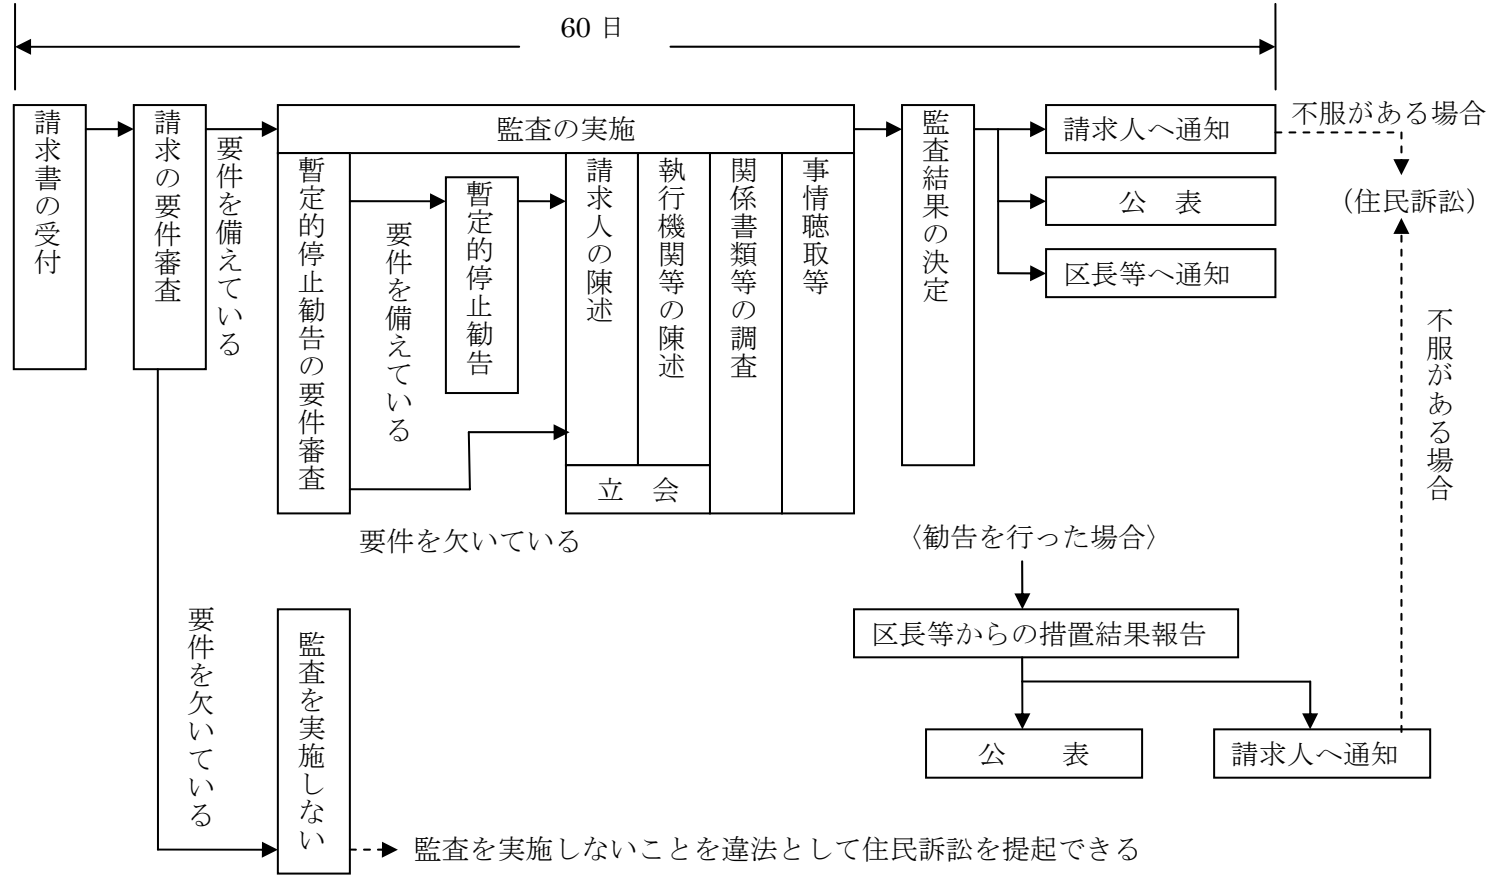 60 日
請求書の受付
請求の要件審査
要件を備えている
監査の実施
暫定的停止勧告の要件審査
要件を備えている
暫定的停止勧告
請求人の陳述
執行機関等の陳述
立 会
関係書類等の調査
事情聴取等
要件を欠いている
監査結果の決定
請求人へ通知
公 表
区長等へ通知
不服がある場合
(住民訴訟)
不服がある場合
〈勧告を行った場合〉
区長等からの措置結果報告
公 表
請求人へ通知
要件を欠いている
監査を実施しない
監査を実施しないことを違法として住民訴訟を提起できる